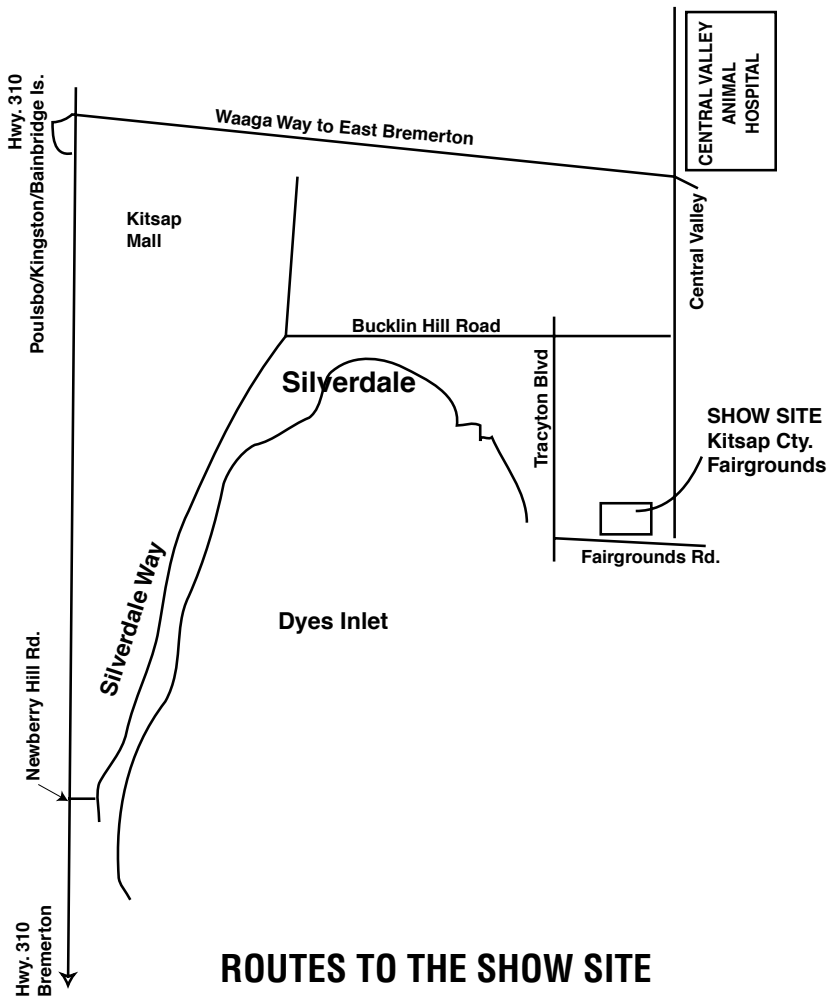 Hwy. 310
Poulsbo/Kingston/Bainbridge Is.
Waaga Way to East Bremerton
CENTRAL VALLEY
ANIMAL
HOSPITAL
Kitsap
Mall
Central Valley
Bucklin Hill Road
Silverdale
Tracyton Blvd
SHOW SITE
Kitsap Cty.
Fairgrounds
Fairgrounds Rd.
Silverdale Way
Dyes Inlet
Newberry Hill Rd.
Hwy. 310
Bremerton
ROUTES TO THE SHOW SITE